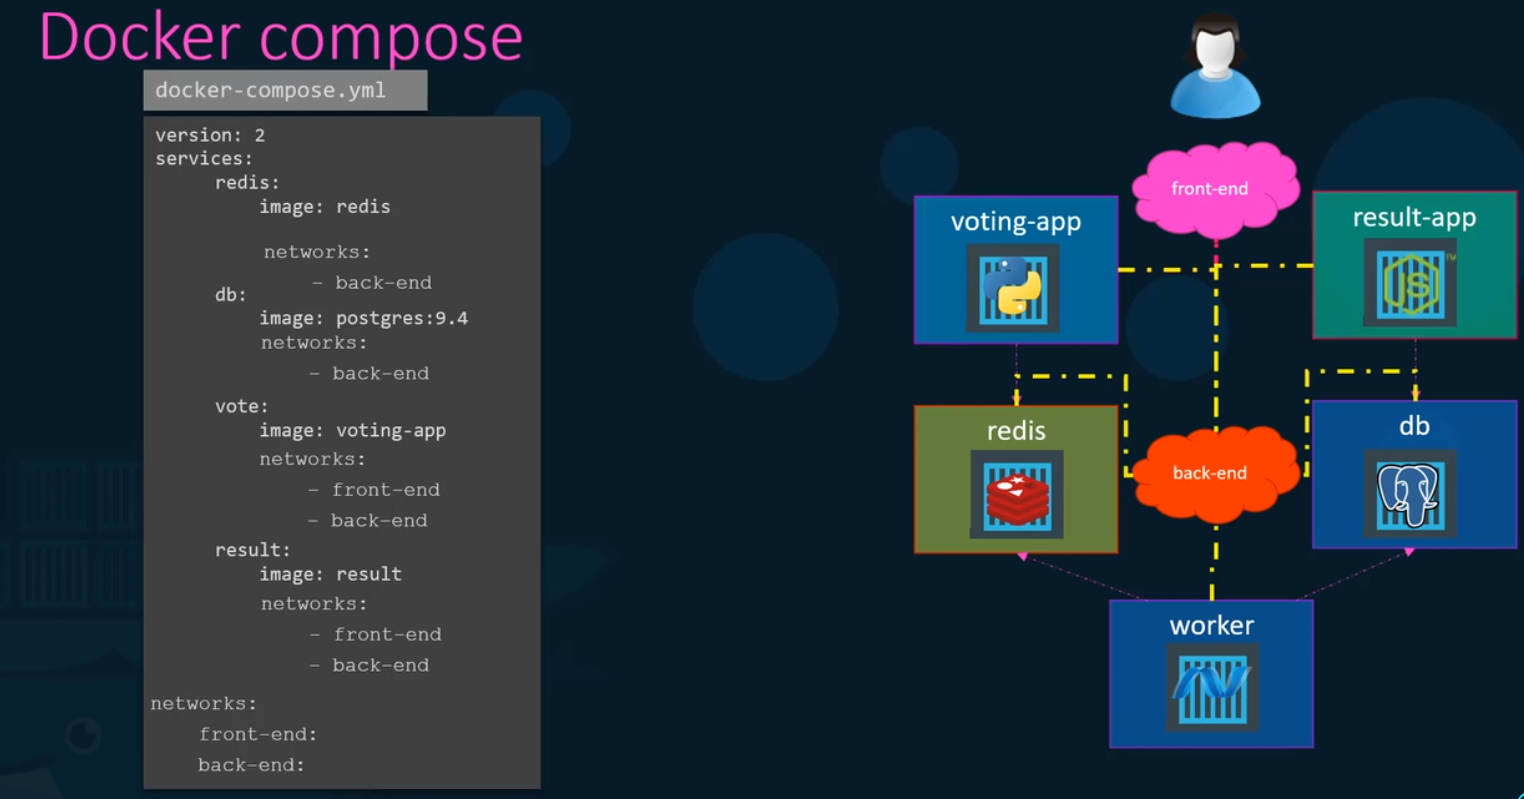 Docker compose
docker-compose.yml
version: 2
services:
redis:
image: redis
networks:
- back-end
db:
image: postgres:9.4
networks:
- back-end
vote:
image: voting-app
networks:
- front-end
- back-end
result:
image: result
networks:
- front-end
- back-end
networks:
front-end:
back-end:
front-end
voting-app
result-app
JS
TM
redis
db
back-end
worker